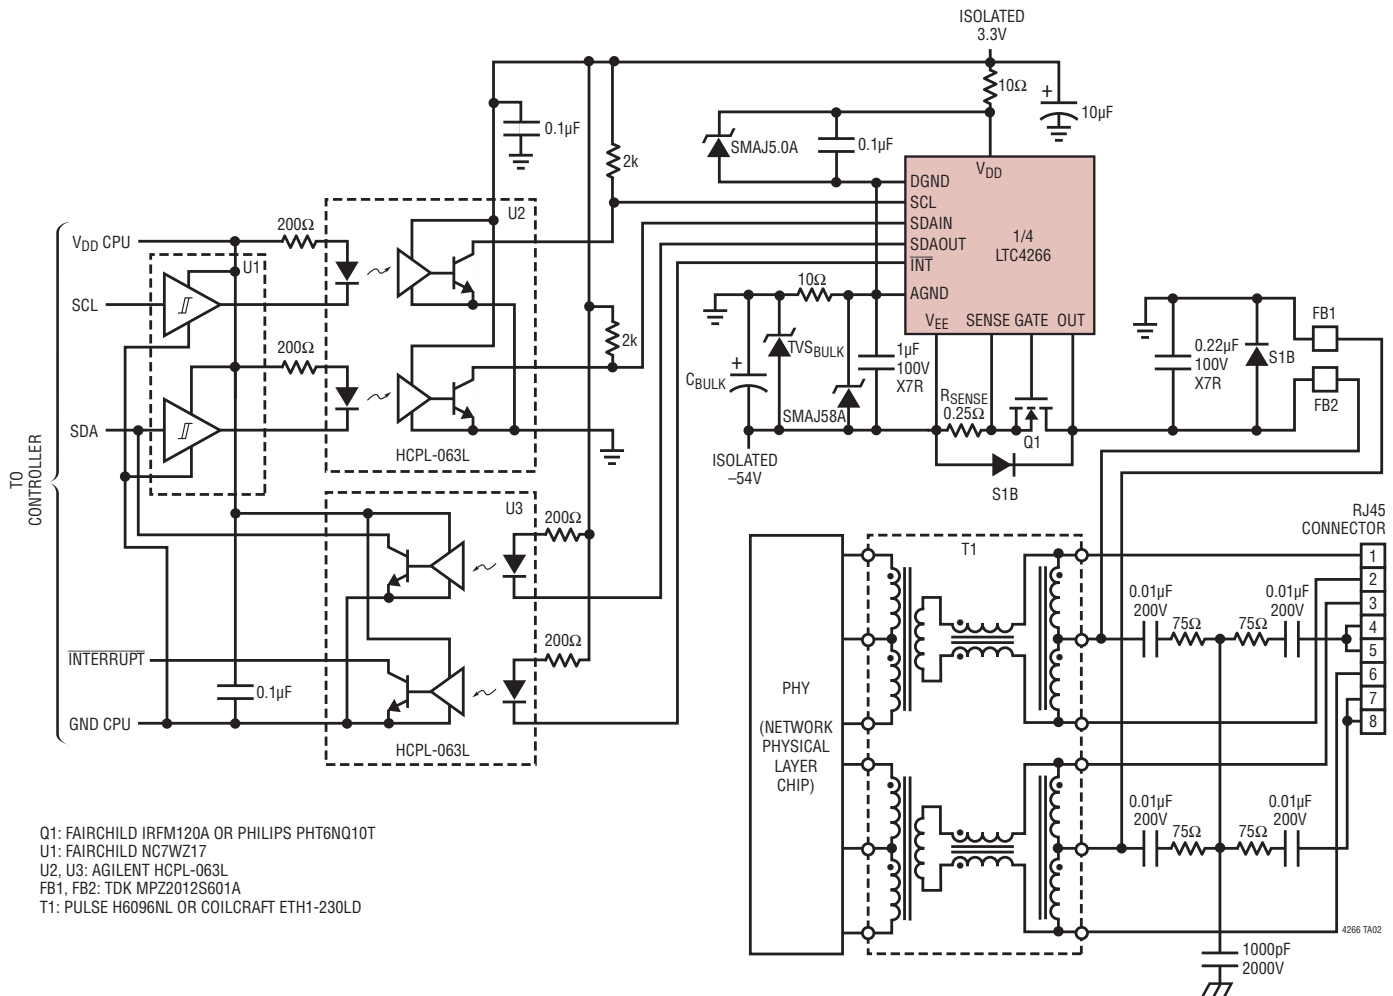 ISOLATED
3.3V
10Ω
+
10µF
0.1µF
SMAJ5.0A
0.1µF
2k
V_DD
DGND
SCL
SDAIN
SDAOUT
INT
AGND
1/4
LTC4266
V_EE
SENSE
GATE
OUT
U2
200Ω
V_DD CPU
U1
SCL
200Ω
SDA
HCPL-063L
2k
10Ω
+
C_BULK
TVS_BULK
SMAJ58A
1µF
100V
X7R
R_SENSE
0.25Ω
Q1
S1B
ISOLATED
–54V
0.22µF
100V
X7R
S1B
FB1
FB2
TO
CONTROLLER
U3
200Ω
200Ω
INTERRUPT
0.1µF
GND CPU
HCPL-063L
PHY
(NETWORK
PHYSICAL
LAYER
CHIP)
T1
RJ45
CONNECTOR
1
2
3
4
5
6
7
8
0.01µF
200V
75Ω
75Ω
0.01µF
200V
0.01µF
200V
75Ω
75Ω
0.01µF
200V
1000pF
2000V
4266 TA02
Q1: FAIRCHILD IRFM120A OR PHILIPS PHT6NQ10T
U1: FAIRCHILD NC7WZ17
U2, U3: AGILENT HCPL-063L
FB1, FB2: TDK MPZ2012S601A
T1: PULSE H6096NL OR COILCRAFT ETH1-230LD